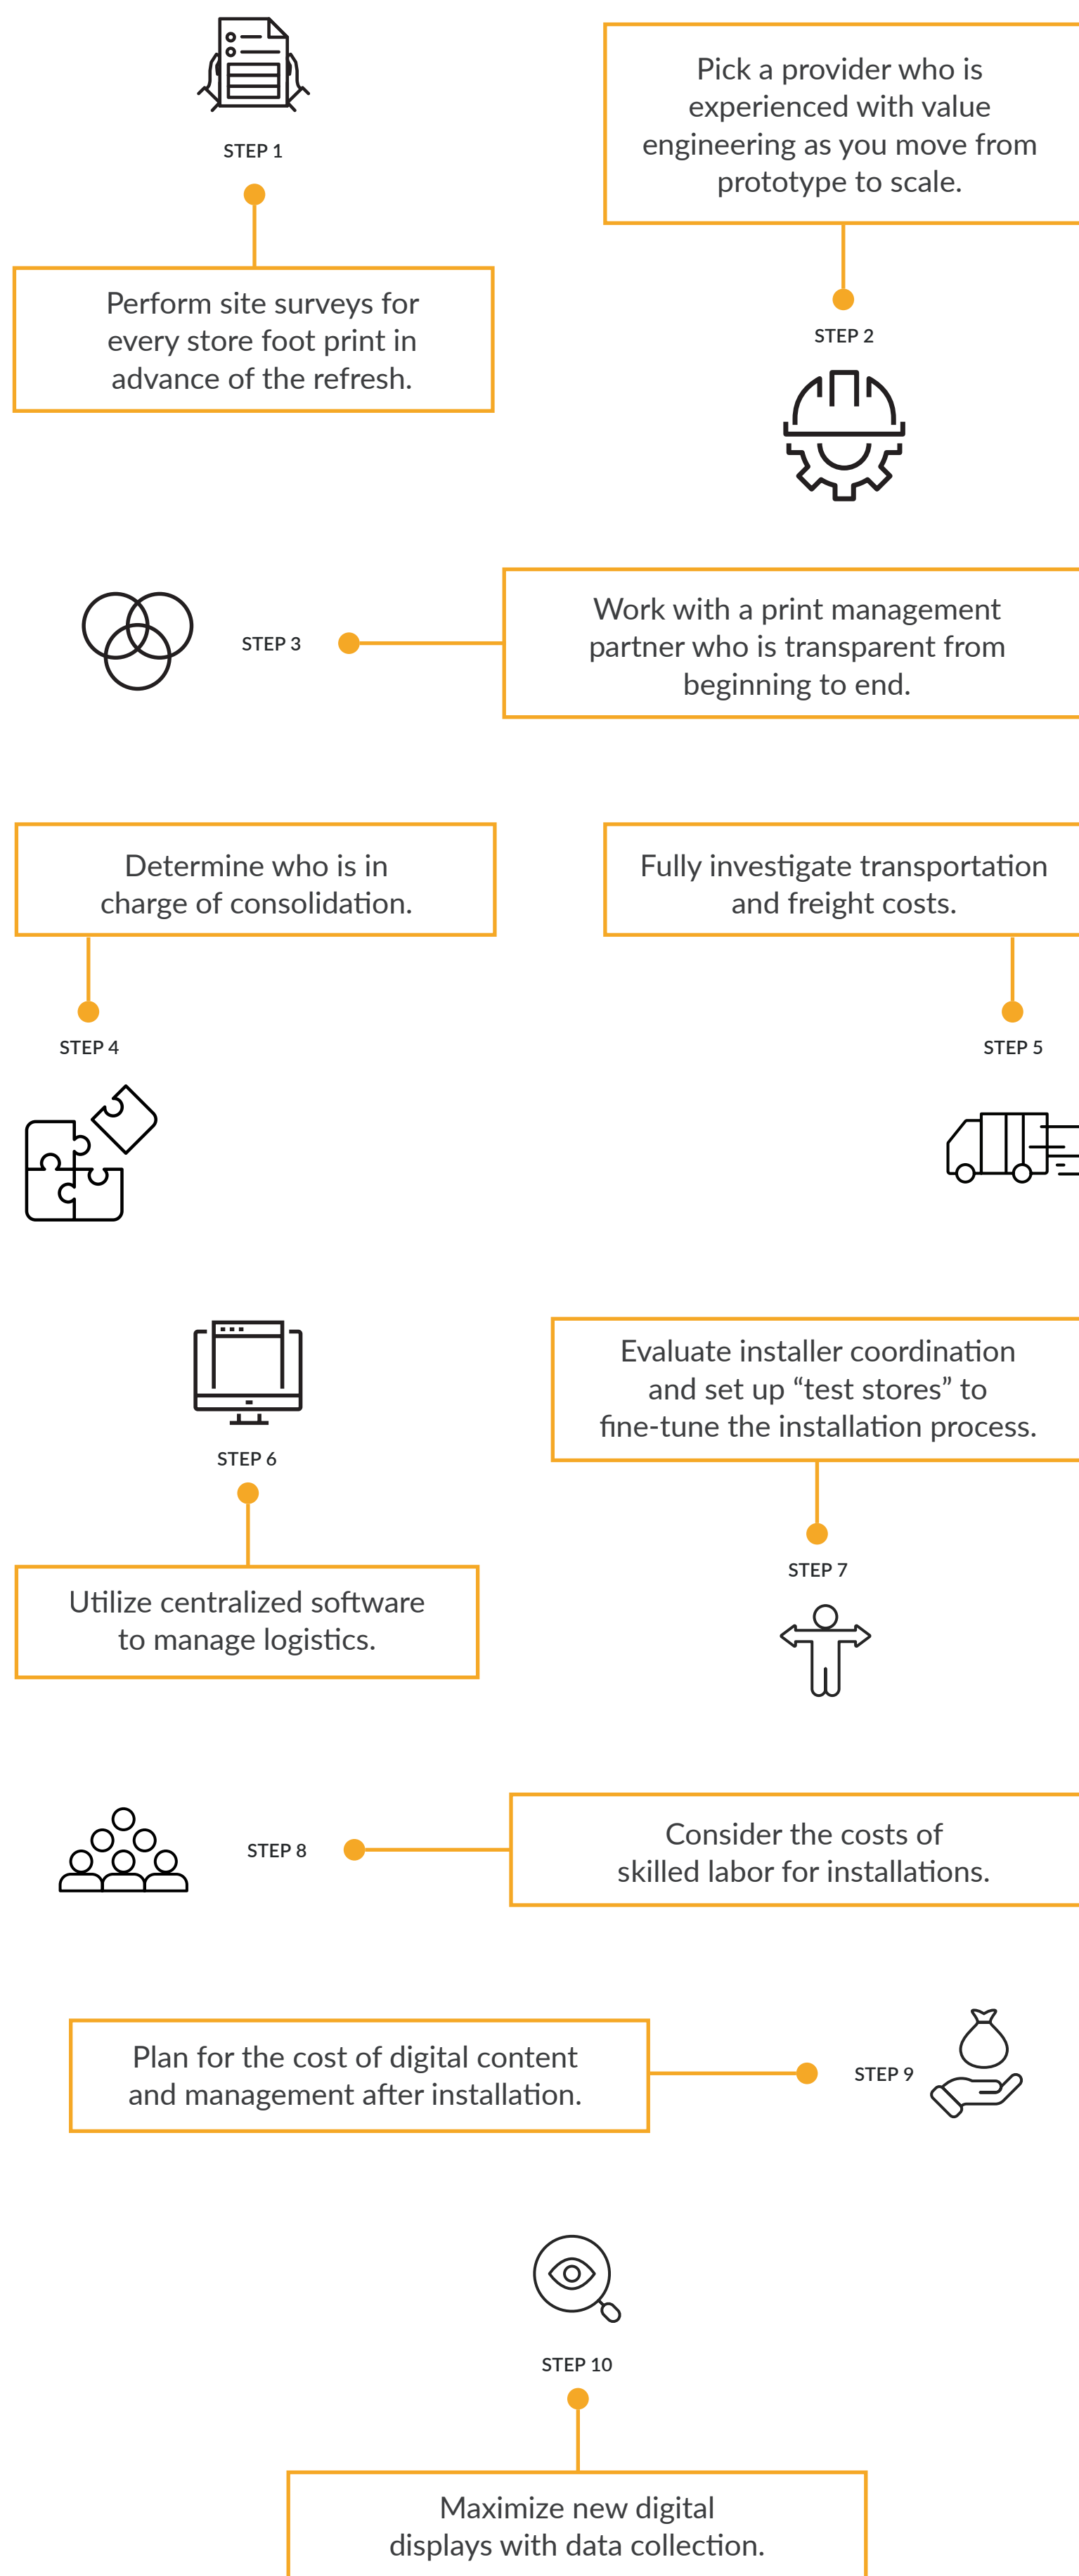 STEP 1
Perform site surveys for
every store foot print in
advance of the refresh.
Pick a provider who is
experienced with value
engineering as you move from
prototype to scale.
STEP 2
STEP 3
Work with a print management
partner who is transparent from
beginning to end.
Determine who is in
charge of consolidation.
STEP 4
Fully investigate transportation
and freight costs.
STEP 5
STEP 6
Utilize centralized software
to manage logistics.
Evaluate installer coordination
and set up “test stores” to
fine-tune the installation process.
STEP 7
STEP 8
Consider the costs of
skilled labor for installations.
Plan for the cost of digital content
and management after installation.
STEP 9
STEP 10
Maximize new digital
displays with data collection.